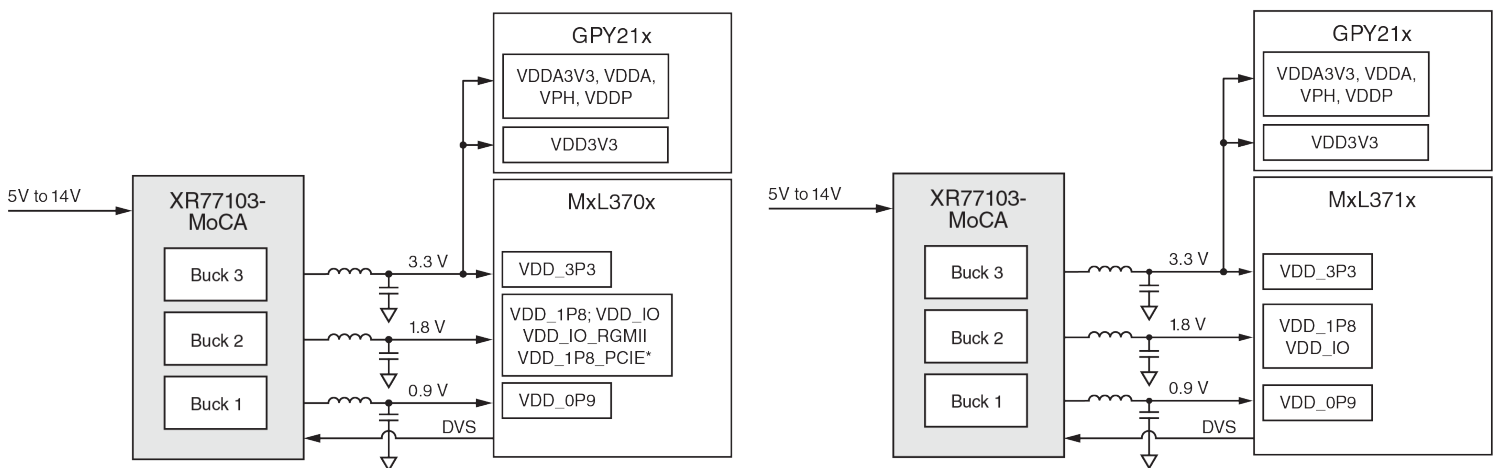 GPY21x
VDDA3V3, VDDA,
VPH, VDDP
VDD3V3
5V to 14V
XR77103-
MoCA
Buck 3
Buck 2
Buck 1
3.3 V
1.8 V
0.9 V
DVS
MxL370x
VDD_3P3
VDD_1P8; VDD_IO
VDD_IO_RGMII
VDD_1P8_PCIE*
VDD_0P9
GPY21x
VDDA3V3, VDDA,
VPH, VDDP
VDD3V3
5V to 14V
XR77103-
MoCA
Buck 3
Buck 2
Buck 1
3.3 V
1.8 V
0.9 V
DVS
MxL371x
VDD_3P3
VDD_1P8
VDD_IO
VDD_0P9